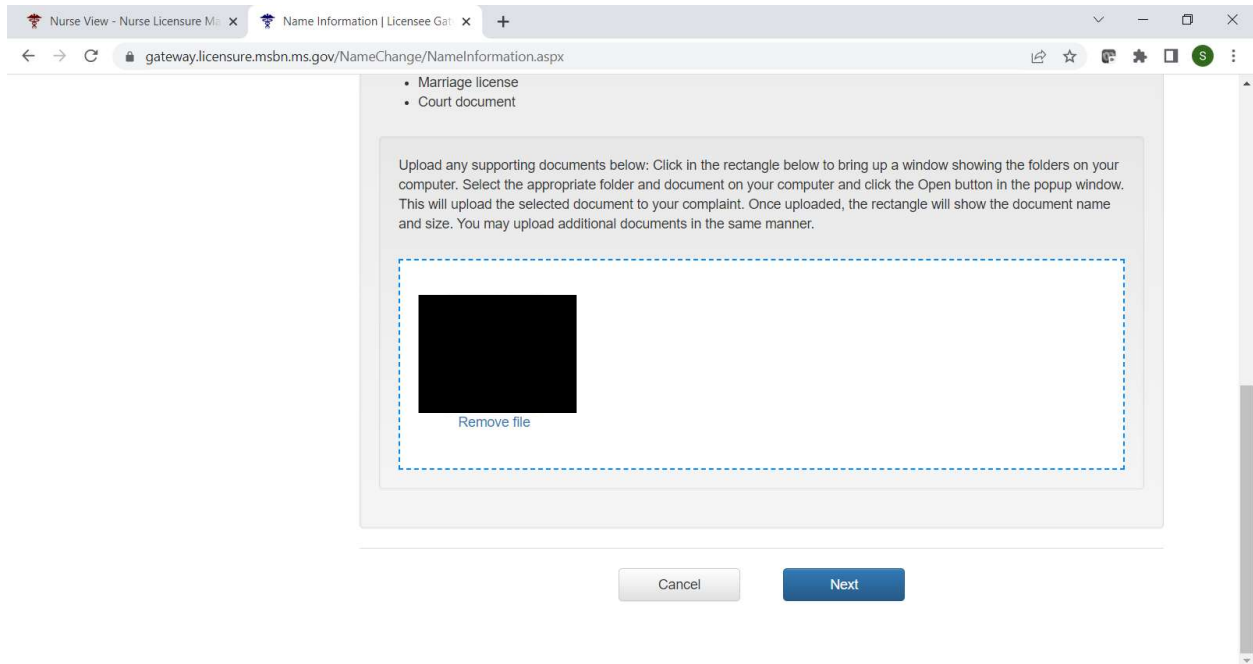 Nurse View - Nurse Licensure Ma
Name Information | Licensee Gat
gateway.licensure.msbn.ms.gov/NameChange/NameInformation.aspx
S
• Marriage license
• Court document
Upload any supporting documents below: Click in the rectangle below to bring up a window showing the folders on your
computer. Select the appropriate folder and document on your computer and click the Open button in the popup window.
This will upload the selected document to your complaint. Once uploaded, the rectangle will show the document name
and size. You may upload additional documents in the same manner.
Remove file
Cancel
Next